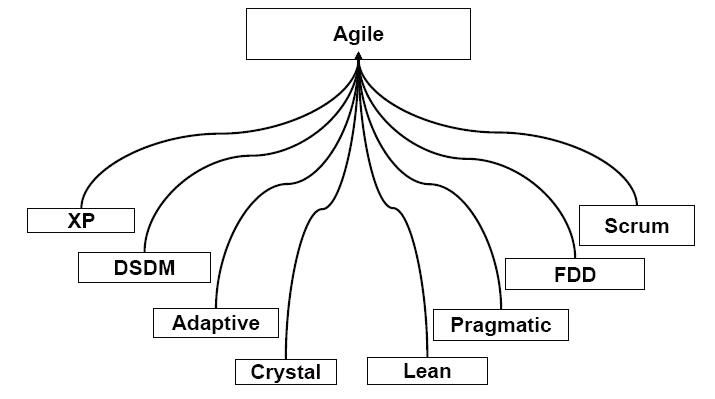 Agile
XP
Scrum
DSDM
FDD
Adaptive
Pragmatic
Crystal
Lean